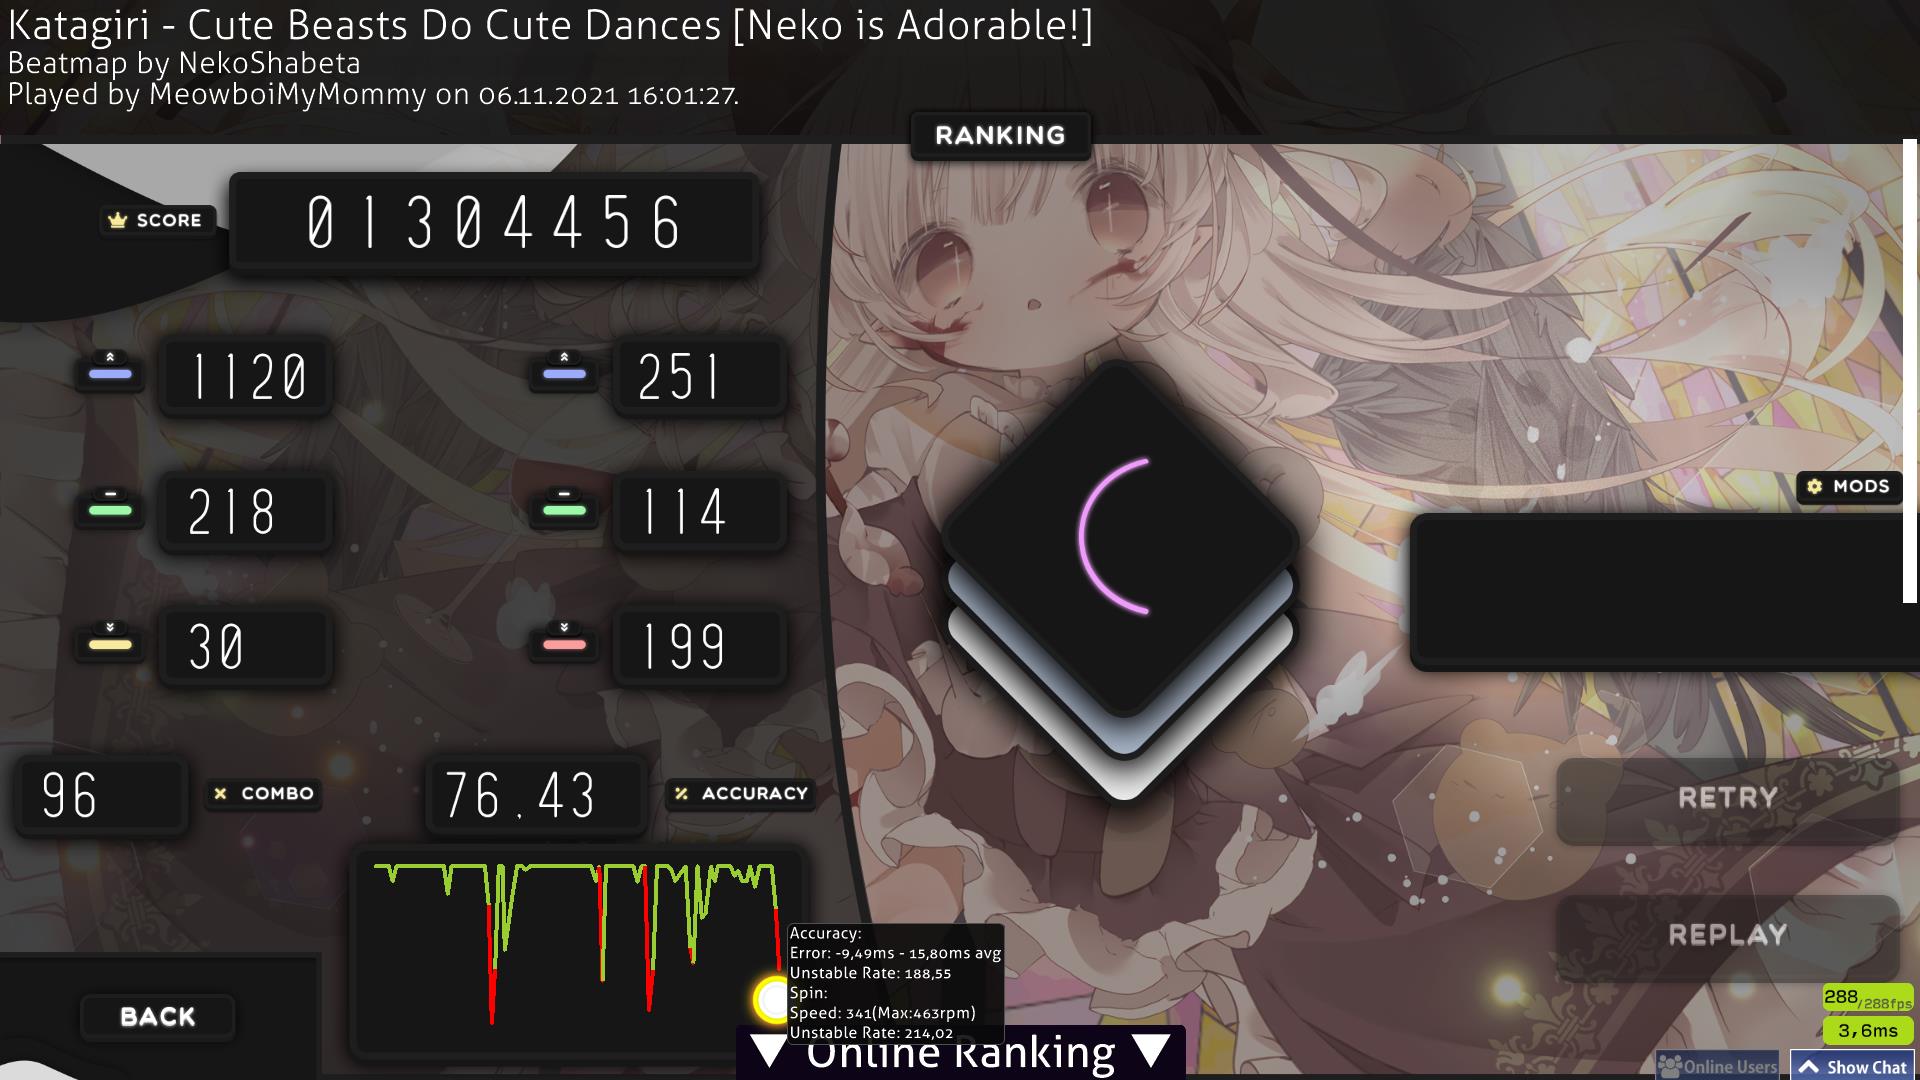 Katagiri - Cute Beasts Do Cute Dances [Neko is Adorable!]
Beatmap by NekoShabeta
Played by MeowboiMyMommy on 06.11.2021 16:01:27.
RANKING
SCORE
01304456
1120
251
218
114
MODS
30
199
96
COMBO
76.43
ACCURACY
RETRY
REPLAY
Accuracy:
Error: -9,49ms - 15,80ms avg
Unstable Rate: 188,55
Spin:
Speed: 341(Max:463rpm)
Unstable Rate: 214,02
BACK
288/288fps
3,6ms
Online Ranking
Online Users
Show Chat